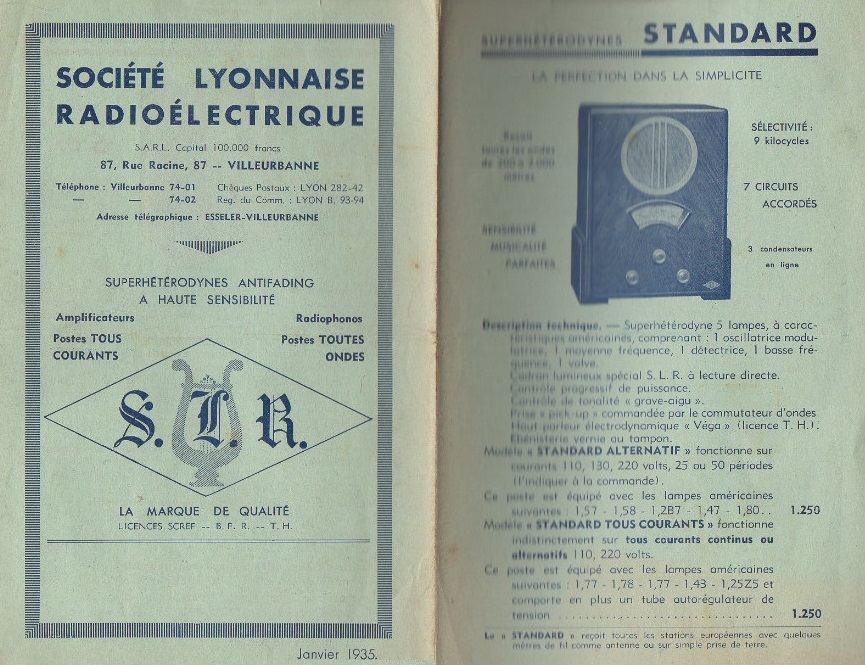 SOCIÉTÉ LYONNAISE
RADIOÉLECTRIQUE
S.A.R.L. Capital 100.000 francs
87, Rue Racine, 87 -- VILLEURBANNE
Téléphone : Villeurbanne 74-01
— — 74-02
Chèques Postaux : LYON 282-42
Reg. du Comm. : LYON B. 93-94
Adresse télégraphique : ESSELER-VILLEURBANNE
SUPERHÉTÉRODYNES ANTIFADING
A HAUTE SENSIBILITÉ
Amplificateurs
Radiophonos
Postes TOUS
COURANTS
Postes TOUTES
ONDES
S. L. R.
LA MARQUE DE QUALITÉ
LICENCES SCREF -- B. F. R. -- T. H.
Janvier 1935.
SUPERHÉTÉRODYNES STANDARD
LA PERFECTION DANS LA SIMPLICITE
Reçoit
toutes les ondes
de 200 à 2.000
mètres
SENSIBILITÉ
MUSICALITÉ
PARFAITES
SÉLECTIVITÉ :
9 kilocycles
7 CIRCUITS
ACCORDÉS
3 condensateurs
en ligne
Description technique. — Superhétérodyne 5 lampes, à carac-
téristiques américaines, comprenant : 1 oscillatrice modu-
latrice, 1 moyenne fréquence, 1 détectrice, 1 basse fré-
quence, 1 valve.
Cadran lumineux spécial S. L. R. à lecture directe.
Contrôle progressif de puissance.
Contrôle de tonalité « grave-aigu ».
Prise « pick-up » commandée par le commutateur d'ondes
Haut-parleur électrodynamique « Véga » (licence T. H.).
Ebénisterie vernie au tampon.
Modèle « STANDARD ALTERNATIF » fonctionne sur
courants 110, 130, 220 volts, 25 ou 50 périodes
(l'indiquer à la commande).
Ce poste est équipé avec les lampes américaines
suivantes : 1,57 - 1,58 - 1,2B7 - 1,47 - 1,80. . 1.250
Modèle « STANDARD TOUS COURANTS » fonctionne
indistinctement sur tous courants continus ou
alternatifs 110, 220 volts.
Ce poste est équipé avec les lampes américaines
suivantes : 1,77 - 1,78 - 1,77 - 1,43 - 1,25Z5 et
comporte en plus un tube autorégulateur de
tension ........................ 1.250
Le « STANDARD » reçoit toutes les stations européennes avec quelques
mètres de fil comme antenne ou sur simple prise de terre.